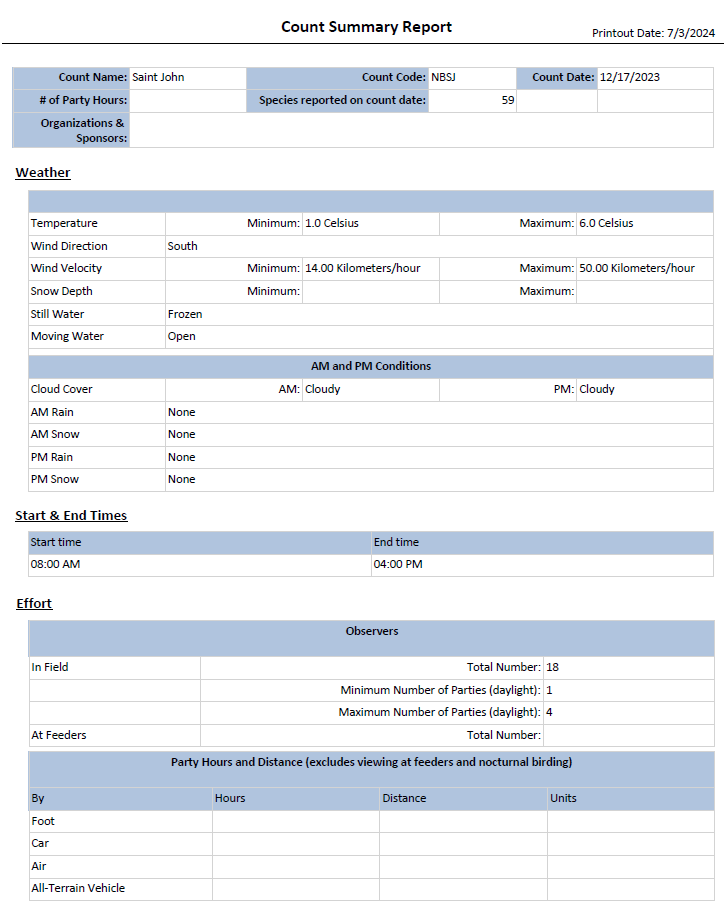 Count Summary Report
Printout Date: 7/3/2024
Count Name: Saint John Count Code: NBSJ Count Date: 12/17/2023
# of Party Hours: Species reported on count date: 59
Organizations &
Sponsors:
Weather
Temperature Minimum: 1.0 Celsius Maximum: 6.0 Celsius
Wind Direction South
Wind Velocity Minimum: 14.00 Kilometers/hour Maximum: 50.00 Kilometers/hour
Snow Depth Minimum: Maximum:
Still Water Frozen
Moving Water Open
AM and PM Conditions
Cloud Cover AM: Cloudy PM: Cloudy
AM Rain None
AM Snow None
PM Rain None
PM Snow None
Start & End Times
Start time End time
08:00 AM 04:00 PM
Effort
Observers
In Field Total Number: 18
Minimum Number of Parties (daylight): 1
Maximum Number of Parties (daylight): 4
At Feeders Total Number:
Party Hours and Distance (excludes viewing at feeders and nocturnal birding)
By Hours Distance Units
Foot
Car
Air
All-Terrain Vehicle